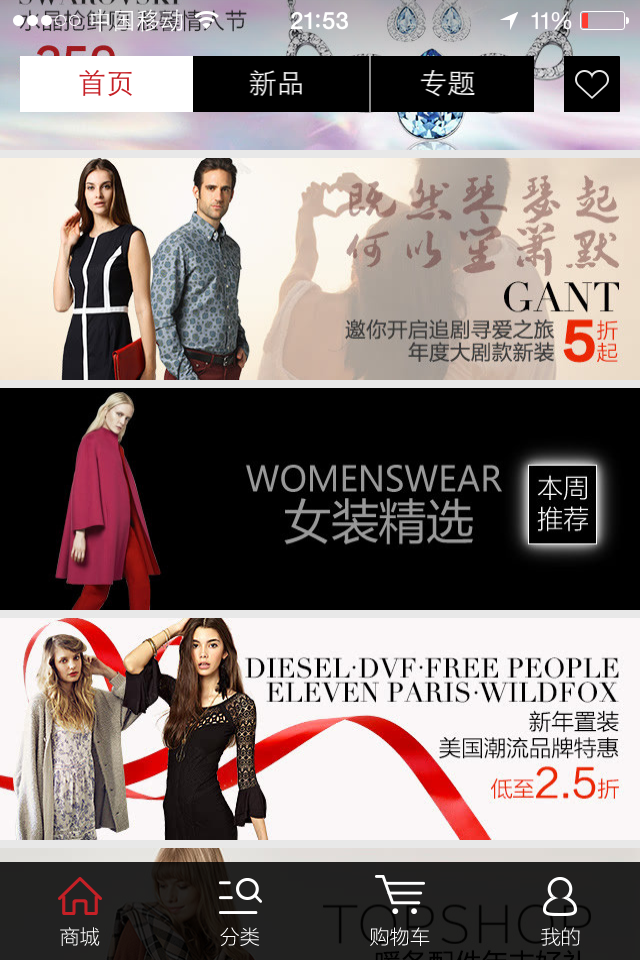 SWAROVSKI
中国移动 21:53 11%
首页 新品 专题
既然琴瑟起
何以笙箫默
GANT
邀你开启追剧寻爱之旅
年度大剧款新装
5折起
WOMENSWEAR
女装精选
本周
推荐
DIESEL·DVF·FREE PEOPLE
ELEVEN PARIS·WILDFOX
新年置装
美国潮流品牌特惠
低至2.5折
TOPSHOP
商城 分类 购物车 我的